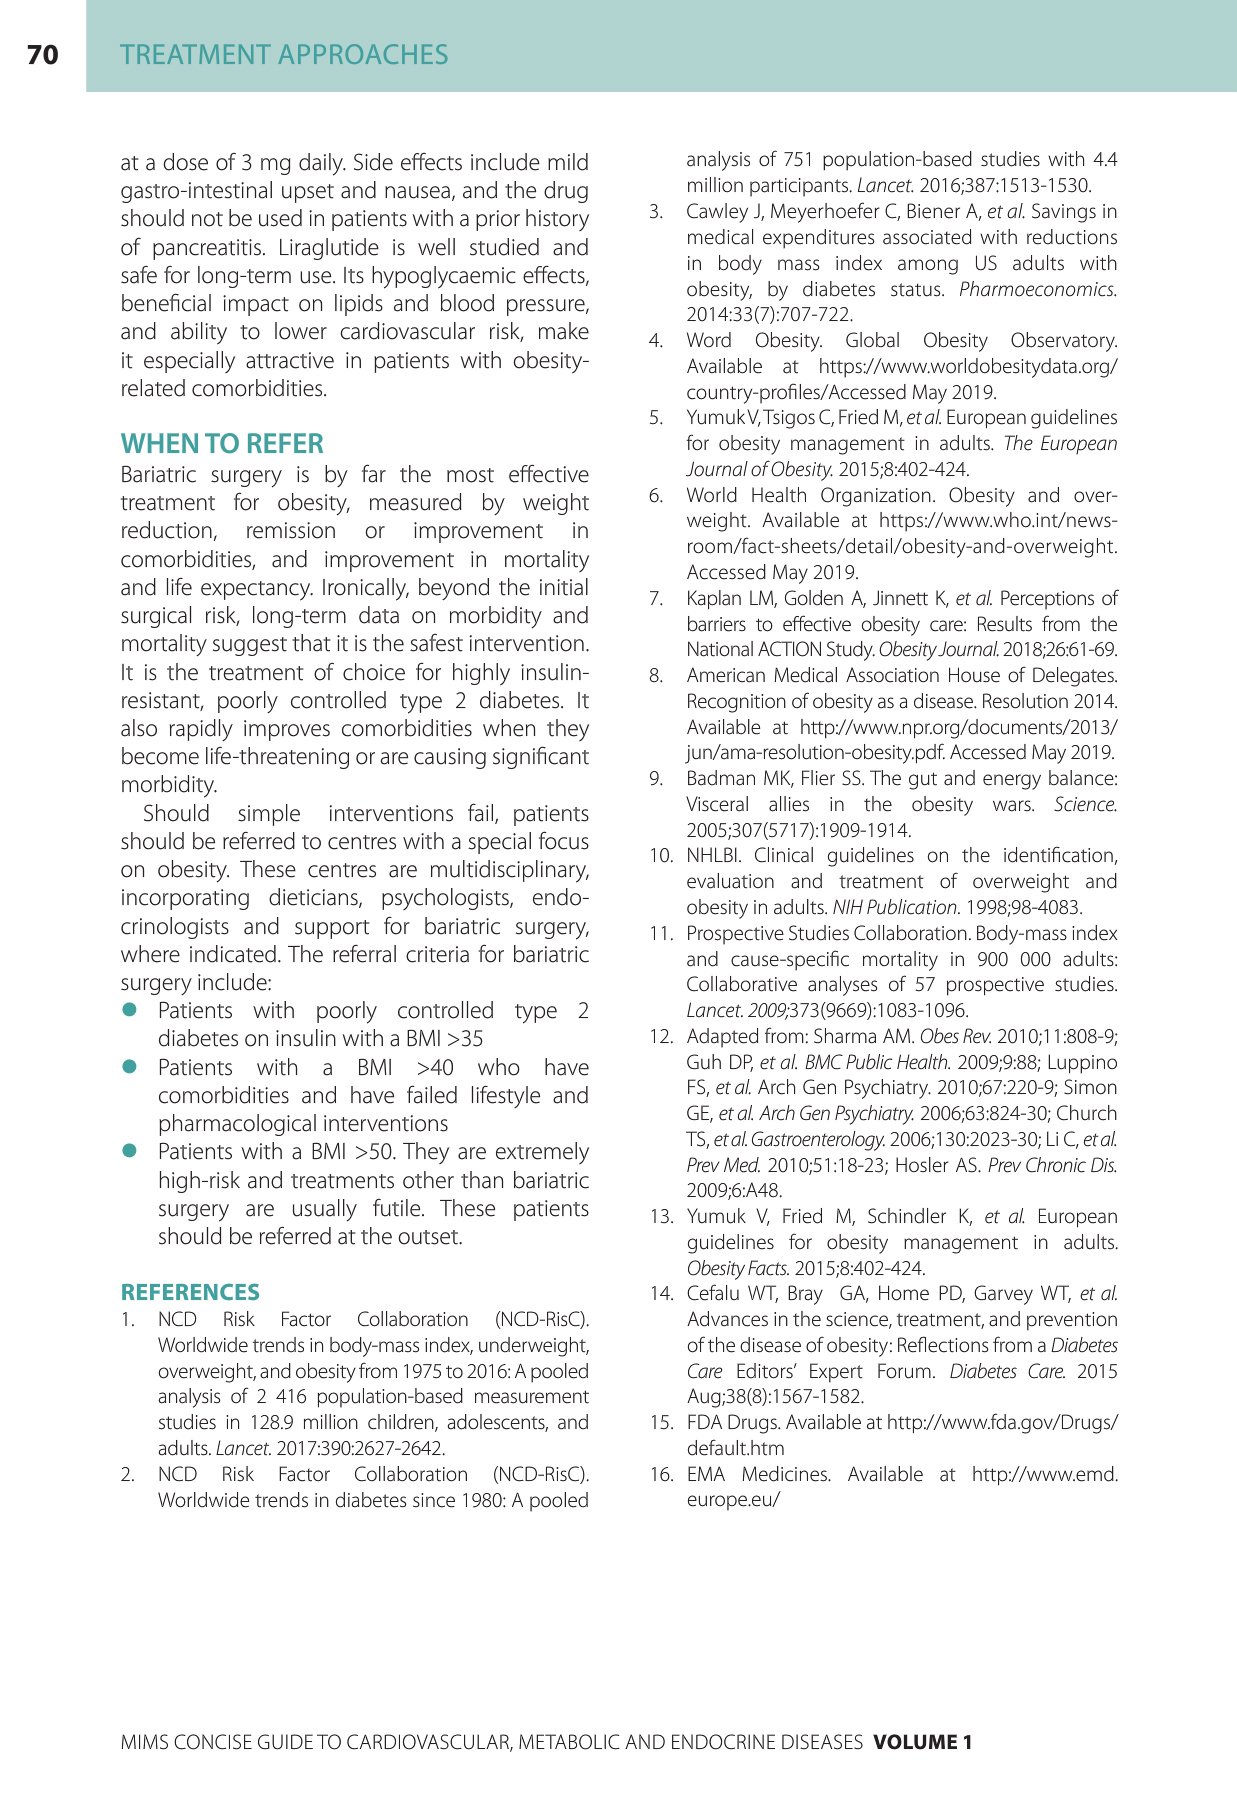 70
TREATMENT APPROACHES
at a dose of 3 mg daily. Side effects include mild
gastro-intestinal upset and nausea, and the drug
should not be used in patients with a prior history
of pancreatitis. Liraglutide is well studied and
safe for long-term use. Its hypoglycaemic effects,
beneficial impact on lipids and blood pressure,
and ability to lower cardiovascular risk, make
it especially attractive in patients with obesity-
related comorbidities.
WHEN TO REFER
Bariatric surgery is by far the most effective
treatment for obesity, measured by weight
reduction, remission or improvement in
comorbidities, and improvement in mortality
and life expectancy. Ironically, beyond the initial
surgical risk, long-term data on morbidity and
mortality suggest that it is the safest intervention.
It is the treatment of choice for highly insulin-
resistant, poorly controlled type 2 diabetes. It
also rapidly improves comorbidities when they
become life-threatening or are causing significant
morbidity.
Should simple interventions fail, patients
should be referred to centres with a special focus
on obesity. These centres are multidisciplinary,
incorporating dieticians, psychologists, endo-
crinologists and support for bariatric surgery,
where indicated. The referral criteria for bariatric
surgery include:
● Patients with poorly controlled type 2
diabetes on insulin with a BMI >35
● Patients with a BMI >40 who have
comorbidities and have failed lifestyle and
pharmacological interventions
● Patients with a BMI >50. They are extremely
high-risk and treatments other than bariatric
surgery are usually futile. These patients
should be referred at the outset.
REFERENCES
1. NCD Risk Factor Collaboration (NCD-RisC).
Worldwide trends in body-mass index, underweight,
overweight, and obesity from 1975 to 2016: A pooled
analysis of 2 416 population-based measurement
studies in 128.9 million children, adolescents, and
adults. Lancet. 2017:390:2627-2642.
2. NCD Risk Factor Collaboration (NCD-RisC).
Worldwide trends in diabetes since 1980: A pooled
analysis of 751 population-based studies with 4.4
million participants. Lancet. 2016;387:1513-1530.
3. Cawley J, Meyerhoefer C, Biener A, et al. Savings in
medical expenditures associated with reductions
in body mass index among US adults with
obesity, by diabetes status. Pharmoeconomics.
2014:33(7):707-722.
4. Word Obesity. Global Obesity Observatory.
Available at https://www.worldobesitydata.org/
country-profiles/Accessed May 2019.
5. Yumuk V, Tsigos C, Fried M, et al. European guidelines
for obesity management in adults. The European
Journal of Obesity. 2015;8:402-424.
6. World Health Organization. Obesity and over-
weight. Available at https://www.who.int/news-
room/fact-sheets/detail/obesity-and-overweight.
Accessed May 2019.
7. Kaplan LM, Golden A, Jinnett K, et al. Perceptions of
barriers to effective obesity care: Results from the
National ACTION Study. Obesity Journal. 2018;26:61-69.
8. American Medical Association House of Delegates.
Recognition of obesity as a disease. Resolution 2014.
Available at http://www.npr.org/documents/2013/
jun/ama-resolution-obesity.pdf. Accessed May 2019.
9. Badman MK, Flier SS. The gut and energy balance:
Visceral allies in the obesity wars. Science.
2005;307(5717):1909-1914.
10. NHLBI. Clinical guidelines on the identification,
evaluation and treatment of overweight and
obesity in adults. NIH Publication. 1998;98-4083.
11. Prospective Studies Collaboration. Body-mass index
and cause-specific mortality in 900 000 adults:
Collaborative analyses of 57 prospective studies.
Lancet. 2009;373(9669):1083-1096.
12. Adapted from: Sharma AM. Obes Rev. 2010;11:808-9;
Guh DP, et al. BMC Public Health. 2009;9:88; Luppino
FS, et al. Arch Gen Psychiatry. 2010;67:220-9; Simon
GE, et al. Arch Gen Psychiatry. 2006;63:824-30; Church
TS, et al. Gastroenterology. 2006;130:2023-30; Li C, et al.
Prev Med. 2010;51:18-23; Hosler AS. Prev Chronic Dis.
2009;6:A48.
13. Yumuk V, Fried M, Schindler K, et al. European
guidelines for obesity management in adults.
Obesity Facts. 2015;8:402-424.
14. Cefalu WT, Bray GA, Home PD, Garvey WT, et al.
Advances in the science, treatment, and prevention
of the disease of obesity: Reflections from a Diabetes
Care Editors’ Expert Forum. Diabetes Care. 2015
Aug;38(8):1567-1582.
15. FDA Drugs. Available at http://www.fda.gov/Drugs/
default.htm
16. EMA Medicines. Available at http://www.emd.
europe.eu/
MIMS CONCISE GUIDE TO CARDIOVASCULAR, METABOLIC AND ENDOCRINE DISEASES VOLUME 1